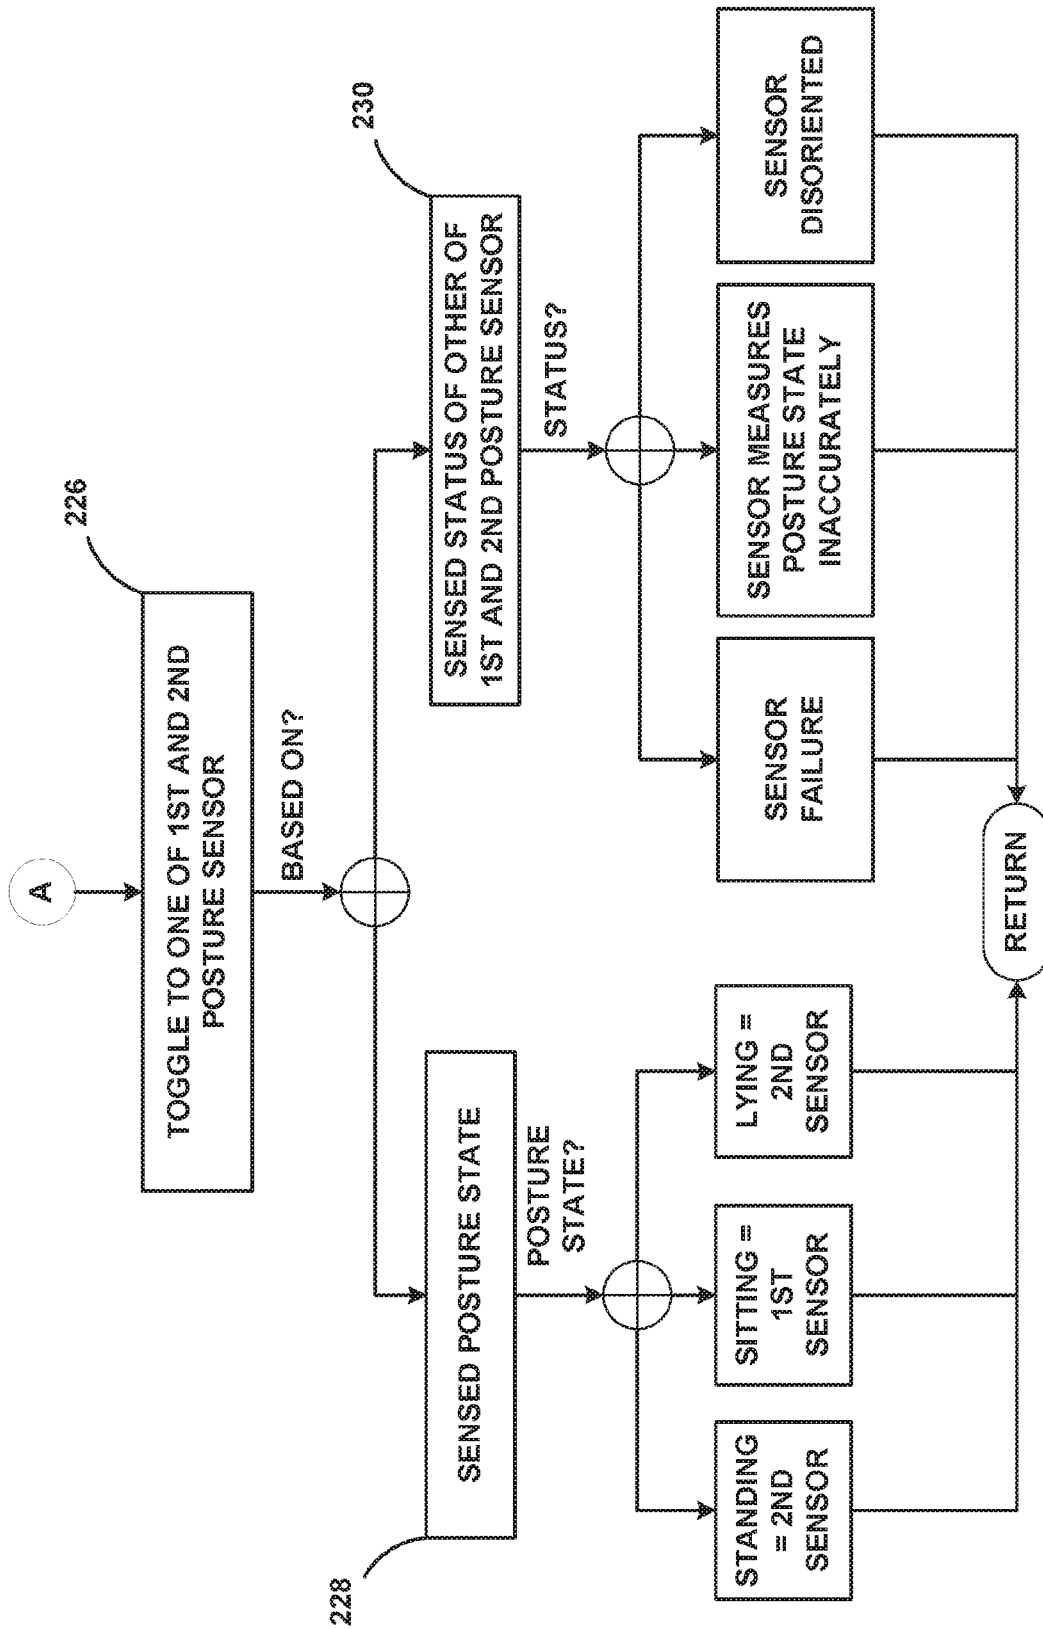 A
226
TOGGLE TO ONE OF 1ST AND 2ND
POSTURE SENSOR
BASED ON?
228
SENSED POSTURE STATE
POSTURE
STATE?
STANDING
= 2ND
SENSOR
SITTING =
1ST
SENSOR
LYING =
2ND
SENSOR
230
SENSED STATUS OF OTHER OF
1ST AND 2ND POSTURE SENSOR
STATUS?
SENSOR
FAILURE
SENSOR MEASURES
POSTURE STATE
INACCURATELY
SENSOR
DISORIENTED
RETURN